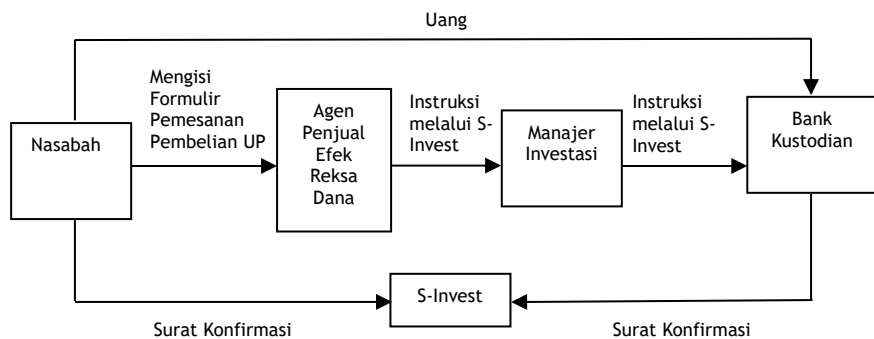 Uang
Mengisi
Formulir
Pemesanan
Pembelian UP
Nasabah
Agen
Penjual
Efek
Reksa
Dana
Instruksi
melalui S-
Invest
Manajer
Investasi
Instruksi
melalui S-
Invest
Bank
Kustodian
S-Invest
Surat Konfirmasi
Surat Konfirmasi